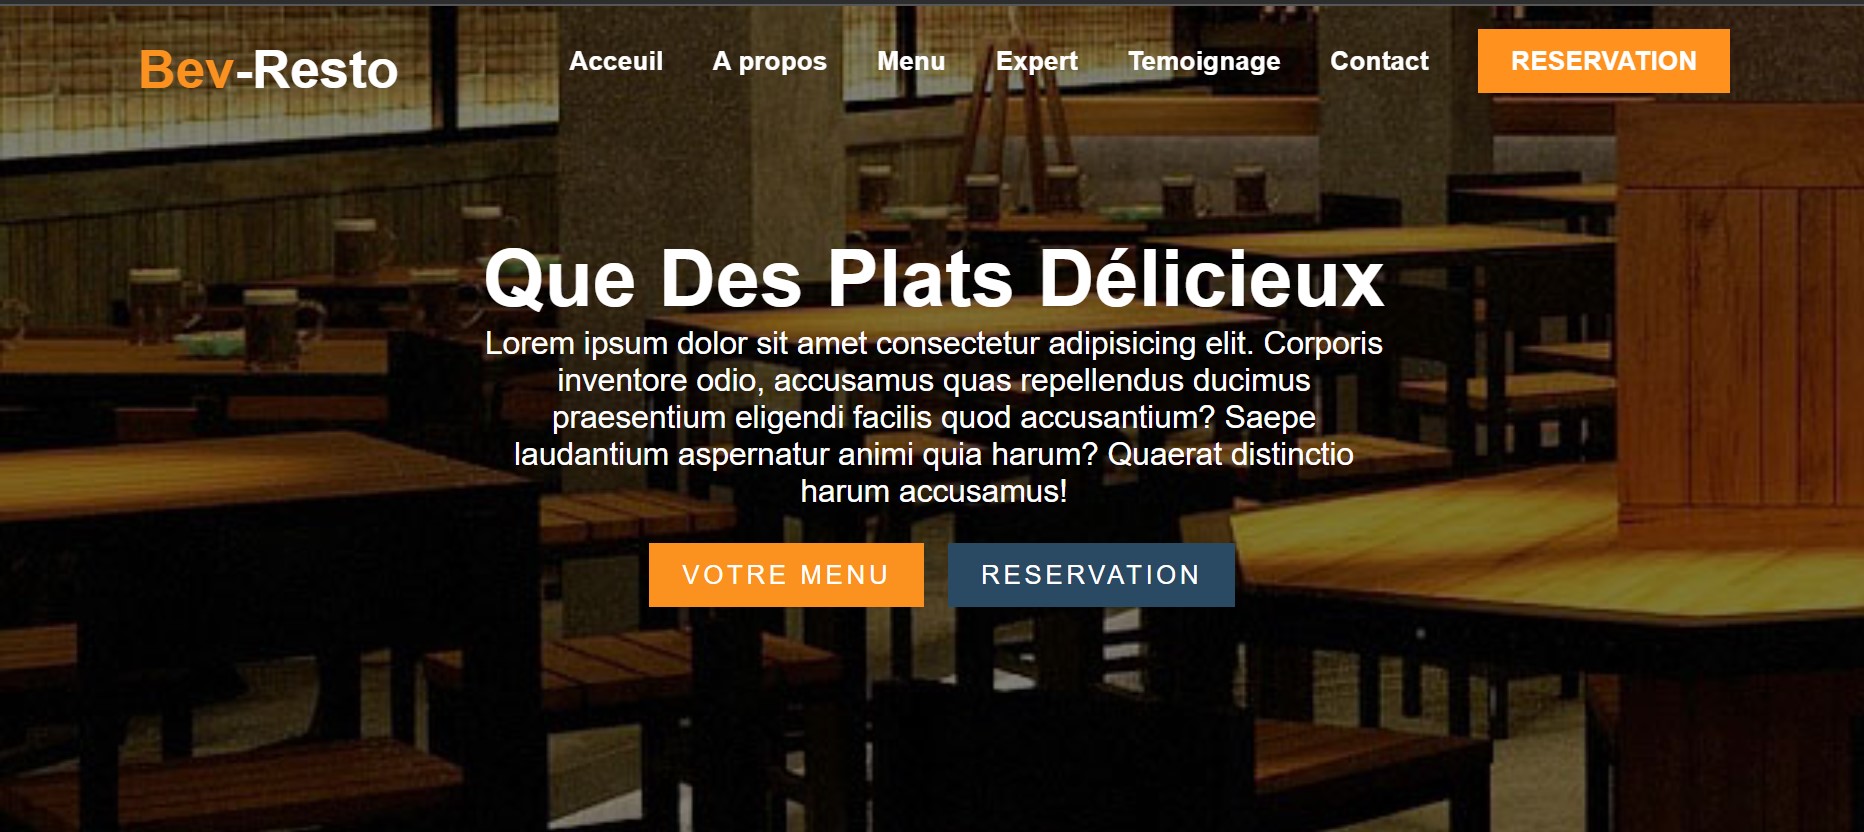 Bev-Resto
Acceuil A propos Menu Expert Temoignage Contact RESERVATION
Que Des Plats Délicieux
Lorem ipsum dolor sit amet consectetur adipisicing elit. Corporis
inventore odio, accusamus quas repellendus ducimus
praesentium eligendi facilis quod accusantium? Saepe
laudantium aspernatur animi quia harum? Quaerat distinctio
harum accusamus!
VOTRE MENU RESERVATION